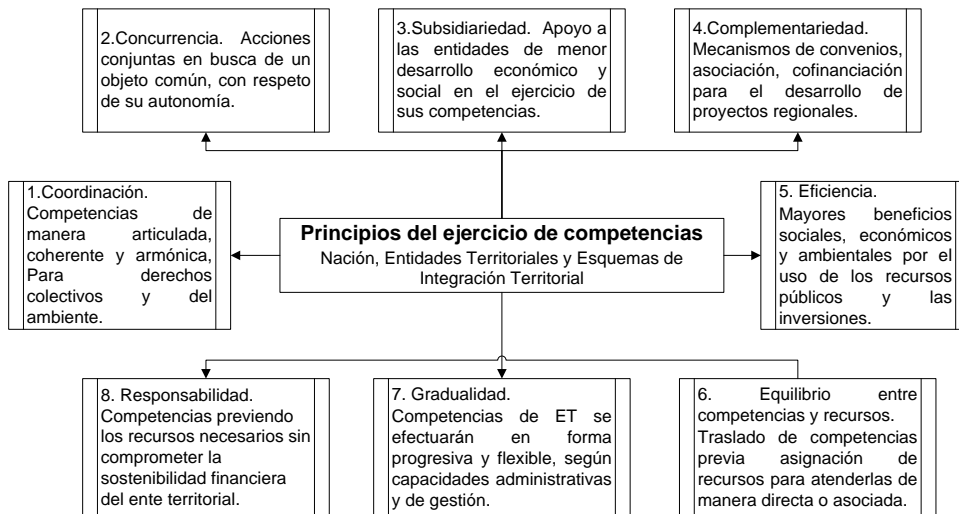 2.Concurrencia. Acciones
conjuntas en busca de un
objeto común, con respeto
de su autonomía.
3.Subsidiariedad. Apoyo a
las entidades de menor
desarrollo económico y
social en el ejercicio de
sus competencias.
4.Complementariedad.
Mecanismos de convenios,
asociación, cofinanciación
para el desarrollo de
proyectos regionales.
1.Coordinación.
Competencias de
manera articulada,
coherente y armónica,
Para derechos
colectivos y del
ambiente.
Principios del ejercicio de competencias
Nación, Entidades Territoriales y Esquemas de
Integración Territorial
5. Eficiencia.
Mayores beneficios
sociales, económicos
y ambientales por el
uso de los recursos
públicos y las
inversiones.
8. Responsabilidad.
Competencias previendo
los recursos necesarios sin
comprometer la
sostenibilidad financiera
del ente territorial.
7. Gradualidad.
Competencias de ET se
efectuarán en forma
progresiva y flexible, según
capacidades administrativas
y de gestión.
6. Equilibrio entre
competencias y recursos.
Traslado de competencias
previa asignación de
recursos para atenderlas de
manera directa o asociada.